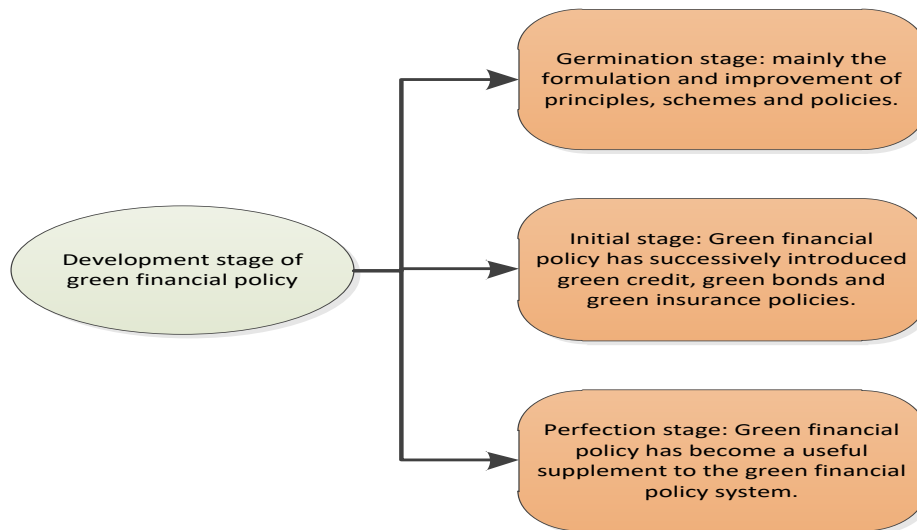 Germination stage: mainly the
formulation and improvement of
principles, schemes and policies.
Development stage of
green financial policy
Initial stage: Green financial
policy has successively introduced
green credit, green bonds and
green insurance policies.
Perfection stage: Green financial
policy has become a useful
supplement to the green financial
policy system.